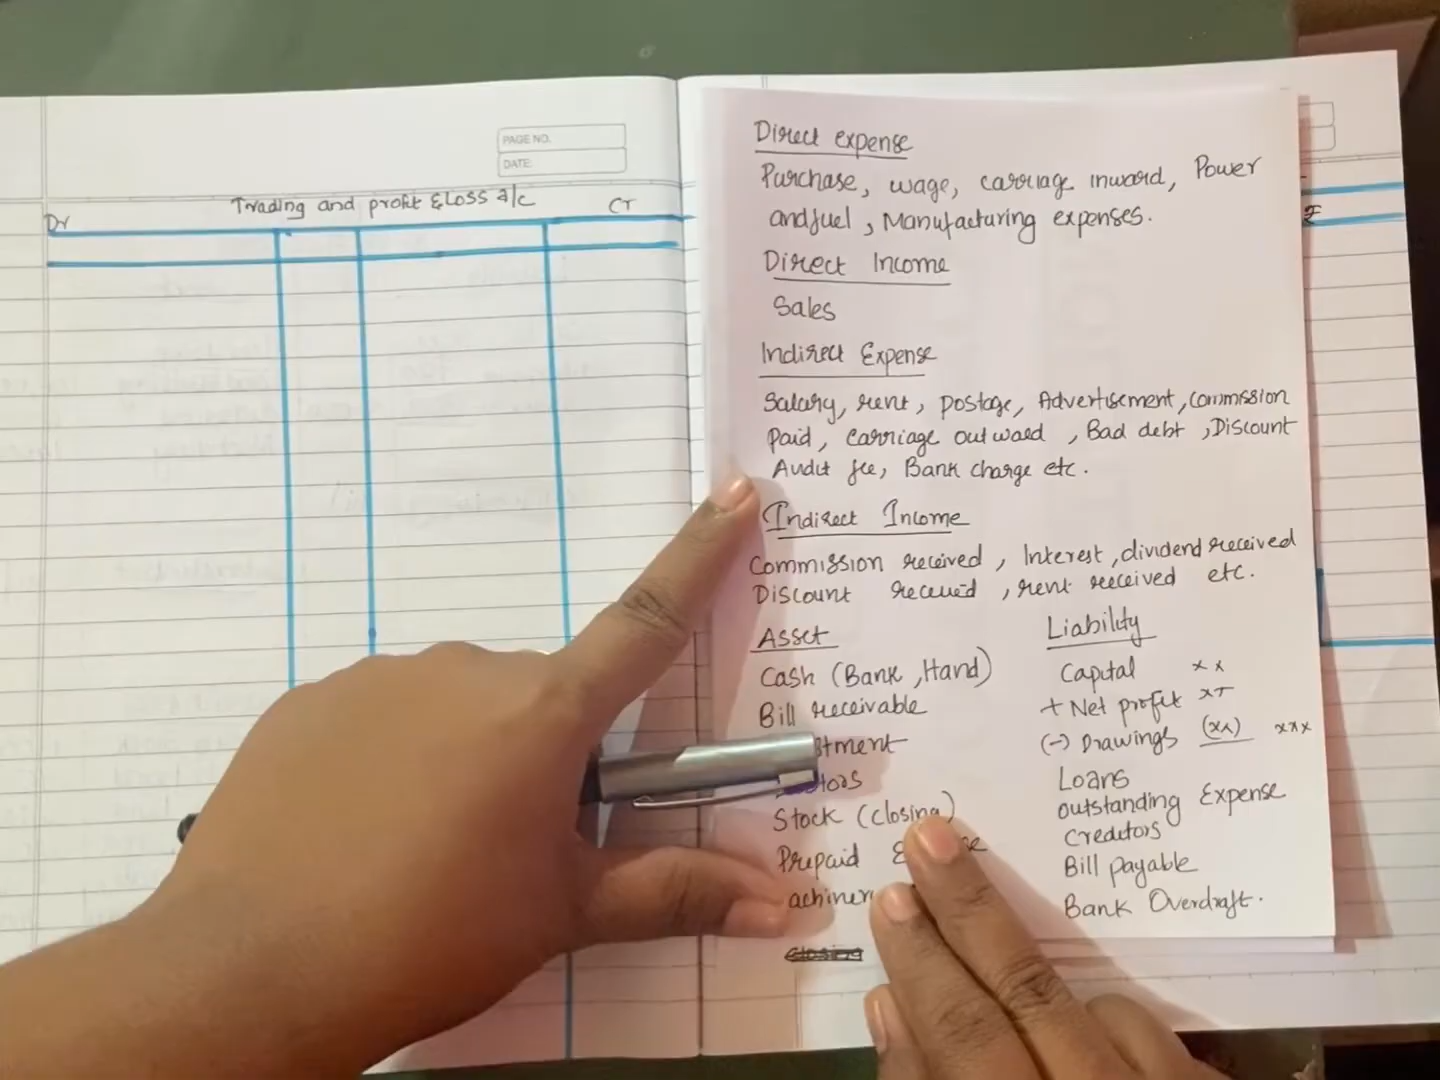 PAGE NO.
DATE:
Trading and profit & Loss a/c
Dr
Cr
Direct expense
Purchase, wage, carriage inward, Power
and fuel, Manufacturing expenses.
Direct Income
Sales
Indirect Expense
Salary, rent, postage, Advertisement, Commission
Paid, carriage outward, Bad debt, Discount
Audit fee, Bank charge etc.
Indirect Income
Commission received, Interest, dividend received
Discount received, rent received etc.
Asset
Cash (Bank, Hand)
Bill receivable
Stock (closing)
Prepaid
Liability
Capital xx
+ Net profit xx
(-) Drawings (xx) xxx
Loans
outstanding Expense
Creditors
Bill payable
Bank Overdraft.
₹